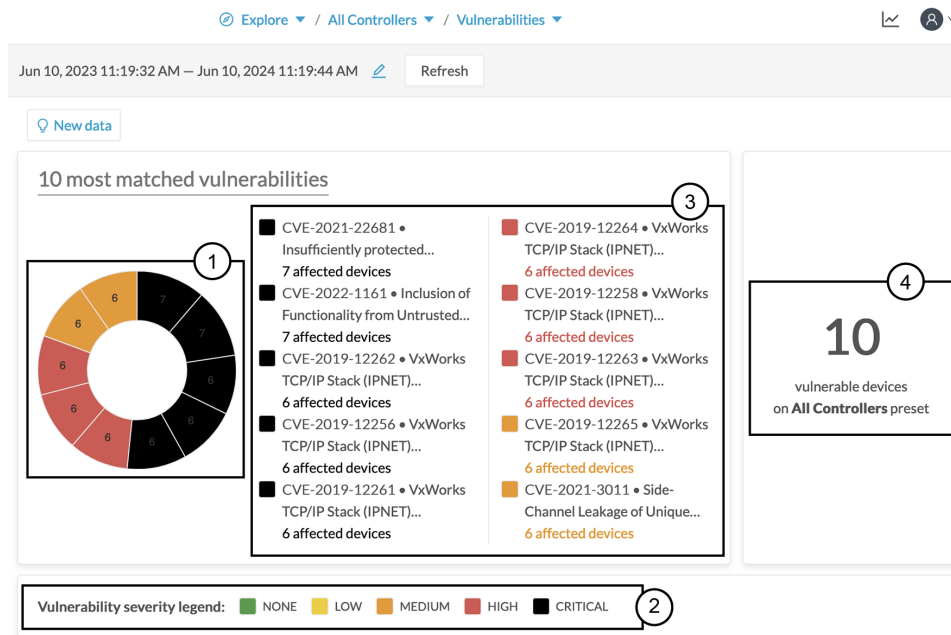 Explore / All Controllers / Vulnerabilities
Jun 10, 2023 11:19:32 AM — Jun 10, 2024 11:19:44 AM Refresh
New data
10 most matched vulnerabilities
1
7
7
6
6
6
6
6
6
6
6
3
CVE-2021-22681 •
Insufficiently protected...
7 affected devices
CVE-2022-1161 • Inclusion of
Functionality from Untrusted...
7 affected devices
CVE-2019-12262 • VxWorks
TCP/IP Stack (IPNET)...
6 affected devices
CVE-2019-12256 • VxWorks
TCP/IP Stack (IPNET)...
6 affected devices
CVE-2019-12261 • VxWorks
TCP/IP Stack (IPNET)...
6 affected devices
CVE-2019-12264 • VxWorks
TCP/IP Stack (IPNET)...
6 affected devices
CVE-2019-12258 • VxWorks
TCP/IP Stack (IPNET)...
6 affected devices
CVE-2019-12263 • VxWorks
TCP/IP Stack (IPNET)...
6 affected devices
CVE-2019-12265 • VxWorks
TCP/IP Stack (IPNET)...
6 affected devices
CVE-2021-3011 • Side-
Channel Leakage of Unique...
6 affected devices
4
10
vulnerable devices
on All Controllers preset
Vulnerability severity legend: NONE LOW MEDIUM HIGH CRITICAL
2